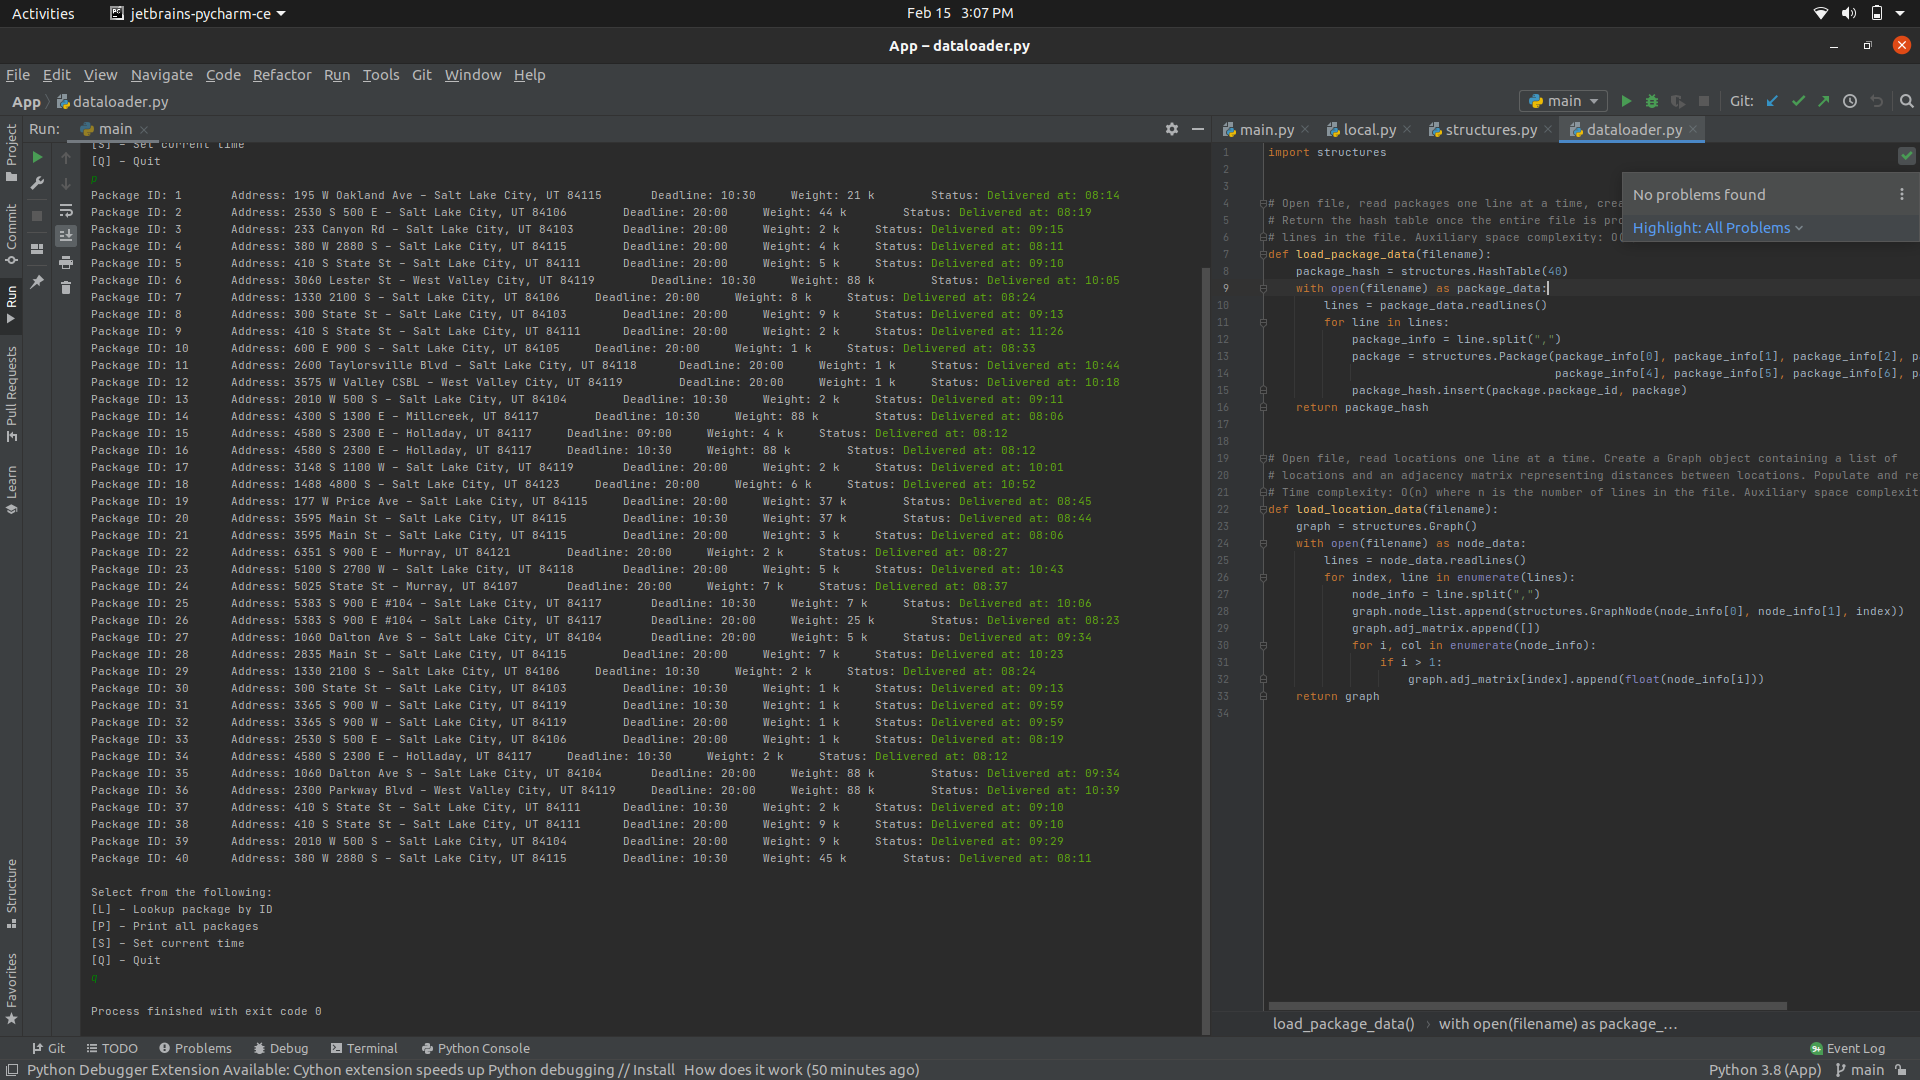 Activities
jetbrains-pycharm-ce
Feb 15 3:07 PM
App – dataloader.py
File Edit View Navigate Code Refactor Run Tools Git Window Help
App dataloader.py
main
Git:
Run: main
main.py local.py structures.py dataloader.py
Project
Commit
Run
Pull Requests
Learn
Structure
Favorites
[S] - Set current time
[Q] - Quit
p
Package ID: 1 Address: 195 W Oakland Ave - Salt Lake City, UT 84115 Deadline: 10:30 Weight: 21 k Status: Delivered at: 08:14
Package ID: 2 Address: 2530 S 500 E - Salt Lake City, UT 84106 Deadline: 20:00 Weight: 44 k Status: Delivered at: 08:19
Package ID: 3 Address: 233 Canyon Rd - Salt Lake City, UT 84103 Deadline: 20:00 Weight: 2 k Status: Delivered at: 09:15
Package ID: 4 Address: 380 W 2880 S - Salt Lake City, UT 84115 Deadline: 20:00 Weight: 4 k Status: Delivered at: 08:11
Package ID: 5 Address: 410 S State St - Salt Lake City, UT 84111 Deadline: 20:00 Weight: 5 k Status: Delivered at: 09:10
Package ID: 6 Address: 3060 Lester St - West Valley City, UT 84119 Deadline: 10:30 Weight: 88 k Status: Delivered at: 10:05
Package ID: 7 Address: 1330 2100 S - Salt Lake City, UT 84106 Deadline: 20:00 Weight: 8 k Status: Delivered at: 08:24
Package ID: 8 Address: 300 State St - Salt Lake City, UT 84103 Deadline: 20:00 Weight: 9 k Status: Delivered at: 09:13
Package ID: 9 Address: 410 S State St - Salt Lake City, UT 84111 Deadline: 20:00 Weight: 2 k Status: Delivered at: 11:26
Package ID: 10 Address: 600 E 900 S - Salt Lake City, UT 84105 Deadline: 20:00 Weight: 1 k Status: Delivered at: 08:33
Package ID: 11 Address: 2600 Taylorsville Blvd - Salt Lake City, UT 84118 Deadline: 20:00 Weight: 1 k Status: Delivered at: 10:44
Package ID: 12 Address: 3575 W Valley CSBL - West Valley City, UT 84119 Deadline: 20:00 Weight: 1 k Status: Delivered at: 10:18
Package ID: 13 Address: 2010 W 500 S - Salt Lake City, UT 84104 Deadline: 10:30 Weight: 2 k Status: Delivered at: 09:11
Package ID: 14 Address: 4300 S 1300 E - Millcreek, UT 84117 Deadline: 10:30 Weight: 88 k Status: Delivered at: 08:06
Package ID: 15 Address: 4580 S 2300 E - Holladay, UT 84117 Deadline: 09:00 Weight: 4 k Status: Delivered at: 08:12
Package ID: 16 Address: 4580 S 2300 E - Holladay, UT 84117 Deadline: 10:30 Weight: 88 k Status: Delivered at: 08:12
Package ID: 17 Address: 3148 S 1100 W - Salt Lake City, UT 84119 Deadline: 20:00 Weight: 2 k Status: Delivered at: 10:01
Package ID: 18 Address: 1488 4800 S - Salt Lake City, UT 84123 Deadline: 20:00 Weight: 6 k Status: Delivered at: 10:52
Package ID: 19 Address: 177 W Price Ave - Salt Lake City, UT 84115 Deadline: 20:00 Weight: 37 k Status: Delivered at: 08:45
Package ID: 20 Address: 3595 Main St - Salt Lake City, UT 84115 Deadline: 10:30 Weight: 37 k Status: Delivered at: 08:44
Package ID: 21 Address: 3595 Main St - Salt Lake City, UT 84115 Deadline: 20:00 Weight: 3 k Status: Delivered at: 08:06
Package ID: 22 Address: 6351 S 900 E - Murray, UT 84121 Deadline: 20:00 Weight: 2 k Status: Delivered at: 08:27
Package ID: 23 Address: 5100 S 2700 W - Salt Lake City, UT 84118 Deadline: 20:00 Weight: 5 k Status: Delivered at: 10:43
Package ID: 24 Address: 5025 State St - Murray, UT 84107 Deadline: 20:00 Weight: 7 k Status: Delivered at: 08:37
Package ID: 25 Address: 5383 S 900 E #104 - Salt Lake City, UT 84117 Deadline: 10:30 Weight: 7 k Status: Delivered at: 10:06
Package ID: 26 Address: 5383 S 900 E #104 - Salt Lake City, UT 84117 Deadline: 20:00 Weight: 25 k Status: Delivered at: 08:23
Package ID: 27 Address: 1060 Dalton Ave S - Salt Lake City, UT 84104 Deadline: 20:00 Weight: 5 k Status: Delivered at: 09:34
Package ID: 28 Address: 2835 Main St - Salt Lake City, UT 84115 Deadline: 20:00 Weight: 7 k Status: Delivered at: 10:23
Package ID: 29 Address: 1330 2100 S - Salt Lake City, UT 84106 Deadline: 10:30 Weight: 2 k Status: Delivered at: 08:24
Package ID: 30 Address: 300 State St - Salt Lake City, UT 84103 Deadline: 10:30 Weight: 1 k Status: Delivered at: 09:13
Package ID: 31 Address: 3365 S 900 W - Salt Lake City, UT 84119 Deadline: 10:30 Weight: 1 k Status: Delivered at: 09:59
Package ID: 32 Address: 3365 S 900 W - Salt Lake City, UT 84119 Deadline: 20:00 Weight: 1 k Status: Delivered at: 09:59
Package ID: 33 Address: 2530 S 500 E - Salt Lake City, UT 84106 Deadline: 20:00 Weight: 1 k Status: Delivered at: 08:19
Package ID: 34 Address: 4580 S 2300 E - Holladay, UT 84117 Deadline: 10:30 Weight: 2 k Status: Delivered at: 08:12
Package ID: 35 Address: 1060 Dalton Ave S - Salt Lake City, UT 84104 Deadline: 20:00 Weight: 88 k Status: Delivered at: 09:34
Package ID: 36 Address: 2300 Parkway Blvd - West Valley City, UT 84119 Deadline: 20:00 Weight: 88 k Status: Delivered at: 10:39
Package ID: 37 Address: 410 S State St - Salt Lake City, UT 84111 Deadline: 10:30 Weight: 2 k Status: Delivered at: 09:10
Package ID: 38 Address: 410 S State St - Salt Lake City, UT 84111 Deadline: 20:00 Weight: 9 k Status: Delivered at: 09:10
Package ID: 39 Address: 2010 W 500 S - Salt Lake City, UT 84104 Deadline: 20:00 Weight: 9 k Status: Delivered at: 09:29
Package ID: 40 Address: 380 W 2880 S - Salt Lake City, UT 84115 Deadline: 10:30 Weight: 45 k Status: Delivered at: 08:11
Select from the following:
[L] - Lookup package by ID
[P] - Print all packages
[S] - Set current time
[Q] - Quit
q
Process finished with exit code 0
1 import structures
2
3
4 # Open file, read packages one line at a time, crea
5 # Return the hash table once the entire file is pro
6 # lines in the file. Auxiliary space complexity: O(
7 def load_package_data(filename):
8 package_hash = structures.HashTable(40)
9 with open(filename) as package_data:
10 lines = package_data.readlines()
11 for line in lines:
12 package_info = line.split(",")
13 package = structures.Package(package_info[0], package_info[1], package_info[2], pa
14 package_info[4], package_info[5], package_info[6], pa
15 package_hash.insert(package.package_id, package)
16 return package_hash
17
18
19 # Open file, read locations one line at a time. Create a Graph object containing a list of
20 # locations and an adjacency matrix representing distances between locations. Populate and re
21 # Time complexity: O(n) where n is the number of lines in the file. Auxiliary space complexit
22 def load_location_data(filename):
23 graph = structures.Graph()
24 with open(filename) as node_data:
25 lines = node_data.readlines()
26 for index, line in enumerate(lines):
27 node_info = line.split(",")
28 graph.node_list.append(structures.GraphNode(node_info[0], node_info[1], index))
29 graph.adj_matrix.append([])
30 for i, col in enumerate(node_info):
31 if i > 1:
32 graph.adj_matrix[index].append(float(node_info[i]))
33 return graph
34
No problems found
Highlight: All Problems
load_package_data() with open(filename) as package_…
Git TODO Problems Debug Terminal Python Console
9+ Event Log
Python Debugger Extension Available: Cython extension speeds up Python debugging // Install How does it work (50 minutes ago)
Python 3.8 (App) main